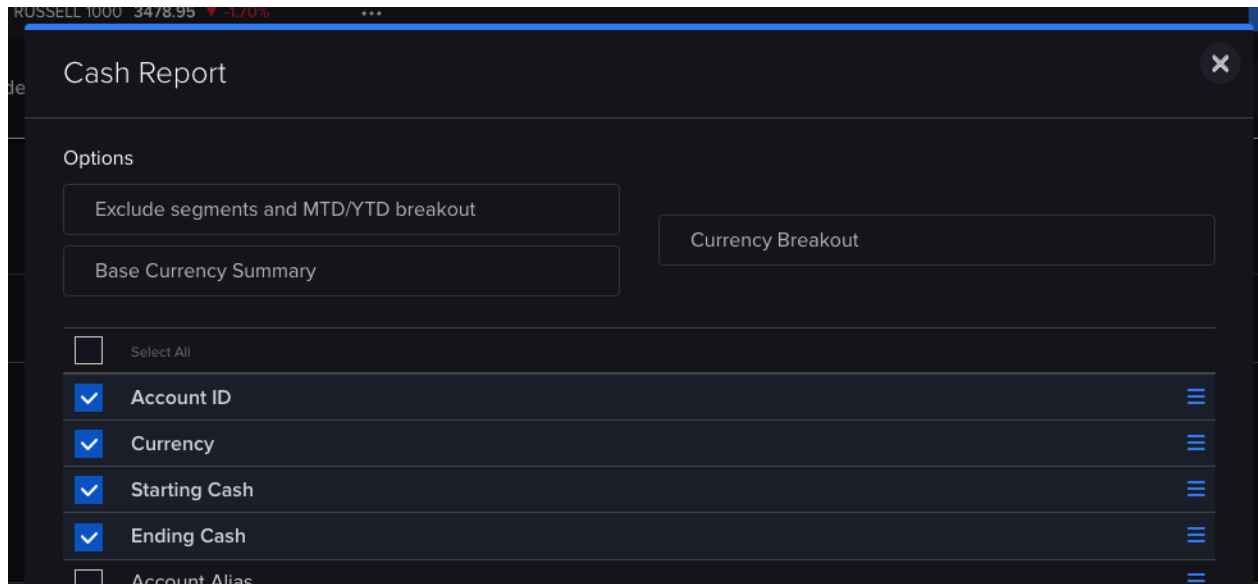 RUSSELL 1000 3478.95 ▼ -1.70% •••
Cash Report
de
Options
Exclude segments and MTD/YTD breakout
Currency Breakout
Base Currency Summary
Select All
Account ID
Currency
Starting Cash
Ending Cash
Account Alias